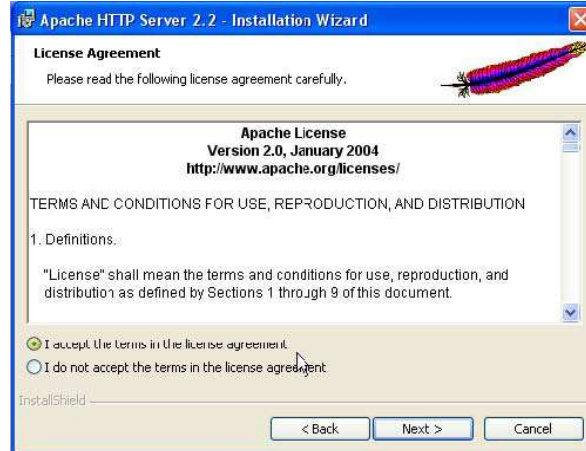 Apache HTTP Server 2.2 - Installation Wizard
License Agreement
Please read the following license agreement carefully.
Apache License
Version 2.0, January 2004
http://www.apache.org/licenses/
TERMS AND CONDITIONS FOR USE, REPRODUCTION, AND DISTRIBUTION
1. Definitions.
"License" shall mean the terms and conditions for use, reproduction, and
distribution as defined by Sections 1 through 9 of this document.
I accept the terms in the license agreement
I do not accept the terms in the license agreement
InstallShield
< Back
Next >
Cancel